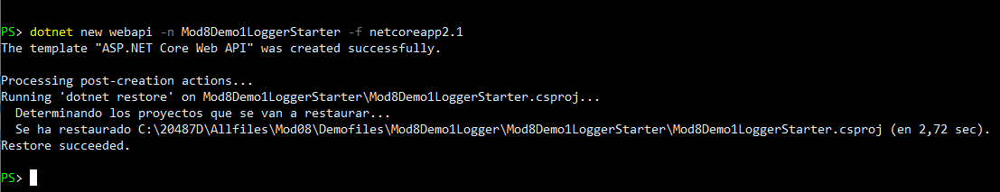 PS> dotnet new webapi -n Mod8Demo1LoggerStarter -f netcoreapp2.1
The template "ASP.NET Core Web API" was created successfully.
Processing post-creation actions...
Running 'dotnet restore' on Mod8Demo1LoggerStarter\Mod8Demo1LoggerStarter.csproj...
  Determinando los proyectos que se van a restaurar...
  Se ha restaurado C:\20487D\Allfiles\Mod08\Demofiles\Mod8Demo1Logger\Mod8Demo1LoggerStarter\Mod8Demo1LoggerStarter.csproj (en 2,72 sec).
Restore succeeded.
PS>